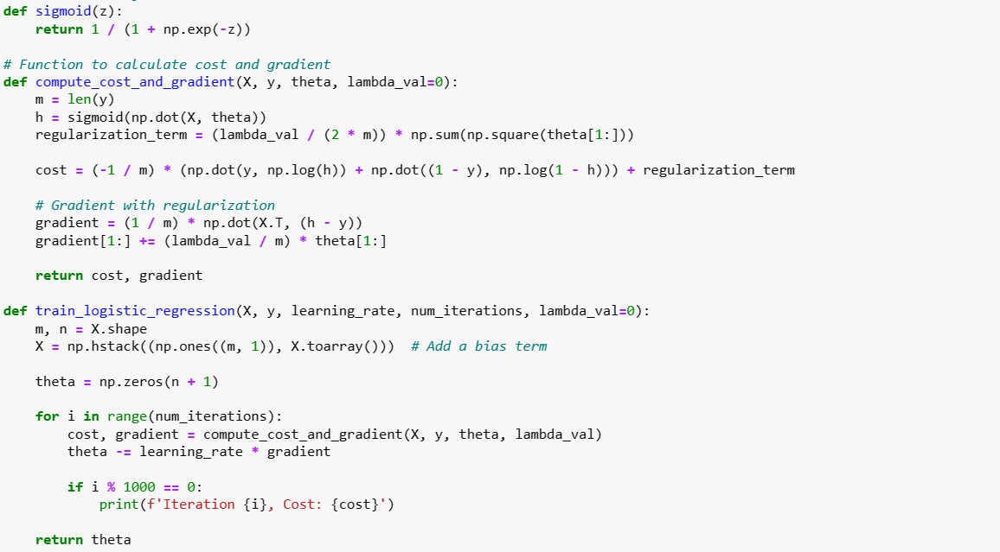 def sigmoid(z):
    return 1 / (1 + np.exp(-z))

# Function to calculate cost and gradient
def compute_cost_and_gradient(X, y, theta, lambda_val=0):
    m = len(y)
    h = sigmoid(np.dot(X, theta))
    regularization_term = (lambda_val / (2 * m)) * np.sum(np.square(theta[1:]))

    cost = (-1 / m) * (np.dot(y, np.log(h)) + np.dot((1 - y), np.log(1 - h))) + regularization_term

    # Gradient with regularization
    gradient = (1 / m) * np.dot(X.T, (h - y))
    gradient[1:] += (lambda_val / m) * theta[1:]

    return cost, gradient

def train_logistic_regression(X, y, learning_rate, num_iterations, lambda_val=0):
    m, n = X.shape
    X = np.hstack((np.ones((m, 1)), X.toarray()))  # Add a bias term

    theta = np.zeros(n + 1)

    for i in range(num_iterations):
        cost, gradient = compute_cost_and_gradient(X, y, theta, lambda_val)
        theta -= learning_rate * gradient

        if i % 1000 == 0:
            print(f'Iteration {i}, Cost: {cost}')

    return theta